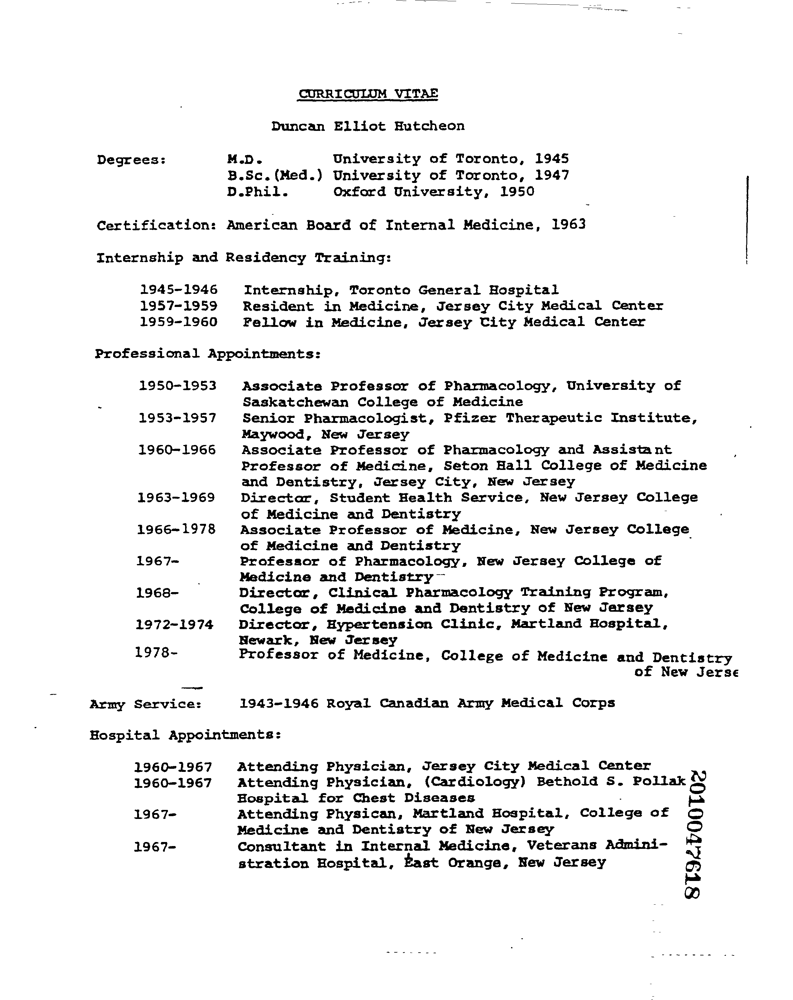 CURRICULUM VITAE
Duncan Elliot Hutcheon
Degrees: M.D. University of Toronto, 1945
B.Sc.(Med.) University of Toronto, 1947
D.Phil. Oxford University, 1950
Certification: American Board of Internal Medicine, 1963
Internship and Residency Training:
1945-1946 Internship, Toronto General Hospital
1957-1959 Resident in Medicine, Jersey City Medical Center
1959-1960 Fellow in Medicine, Jersey City Medical Center
Professional Appointments:
1950-1953 Associate Professor of Pharmacology, University of
Saskatchewan College of Medicine
1953-1957 Senior Pharmacologist, Pfizer Therapeutic Institute,
Maywood, New Jersey
1960-1966 Associate Professor of Pharmacology and Assistant
Professor of Medicine, Seton Hall College of Medicine
and Dentistry, Jersey City, New Jersey
1963-1969 Director, Student Health Service, New Jersey College
of Medicine and Dentistry
1966-1978 Associate Professor of Medicine, New Jersey College
of Medicine and Dentistry
1967- Professor of Pharmacology, New Jersey College of
Medicine and Dentistry
1968- Director, Clinical Pharmacology Training Program,
College of Medicine and Dentistry of New Jersey
1972-1974 Director, Hypertension Clinic, Martland Hospital,
Newark, New Jersey
1978- Professor of Medicine, College of Medicine and Dentistry
of New Jerse
Army Service: 1943-1946 Royal Canadian Army Medical Corps
Hospital Appointments:
1960-1967 Attending Physician, Jersey City Medical Center
1960-1967 Attending Physician, (Cardiology) Bethold S. Pollak
Hospital for Chest Diseases
1967- Attending Physican, Martland Hospital, College of
Medicine and Dentistry of New Jersey
1967- Consultant in Internal Medicine, Veterans Admini-
stration Hospital, East Orange, New Jersey
2010047618